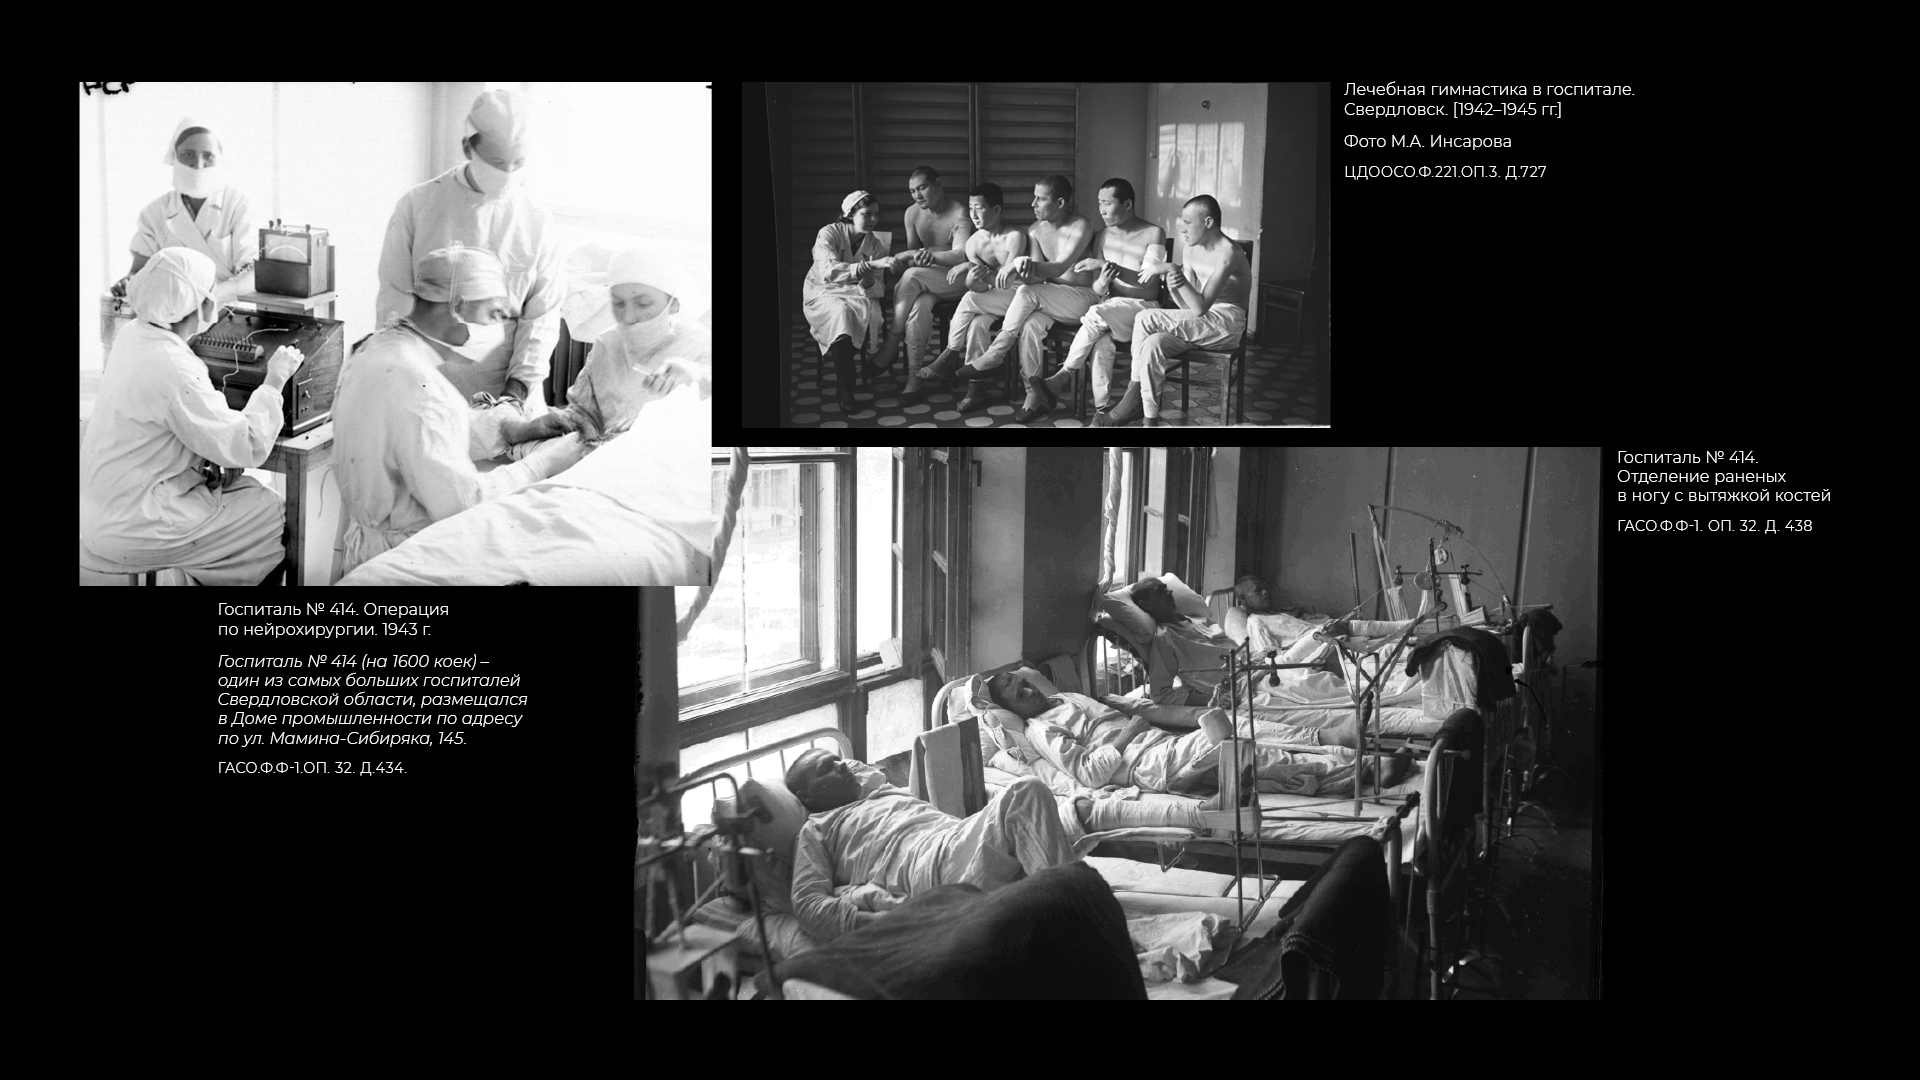 Лечебная гимнастика в госпитале.
Свердловск. [1942–1945 гг.]
Фото М.А. Инсарова
ЦДООСО.Ф.221.ОП.3. Д.727
Госпиталь № 414.
Отделение раненых
в ногу с вытяжкой костей
ГАСО.Ф.Ф-1. ОП. 32. Д. 438
Госпиталь № 414. Операция
по нейрохирургии. 1943 г.
Госпиталь № 414 (на 1600 коек) –
один из самых больших госпиталей
Свердловской области, размещался
в Доме промышленности по адресу
по ул. Мамина-Сибиряка, 145.
ГАСО.Ф.Ф-1.ОП. 32. Д.434.